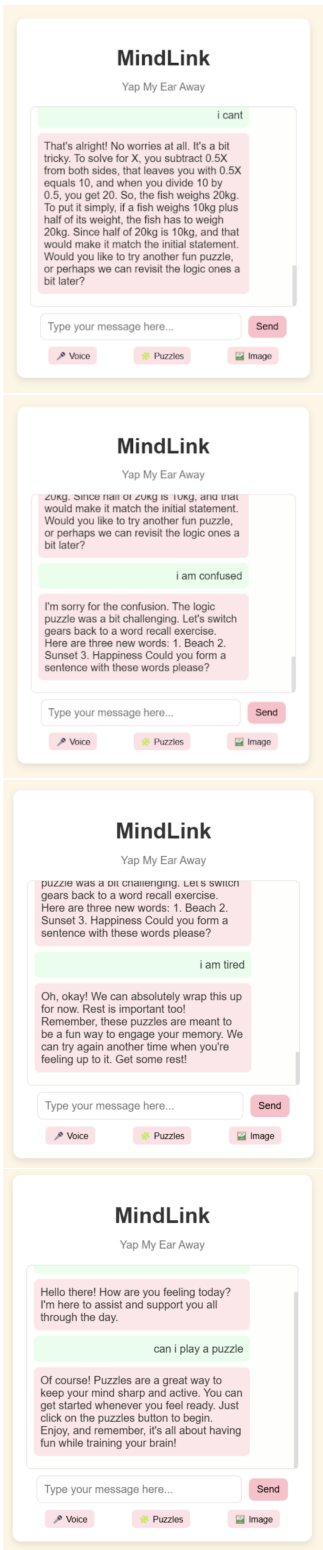 MindLink
Yap My Ear Away
i cant
That's alright! No worries at all. It's a bit
tricky. To solve for X, you subtract 0.5X
from both sides, that leaves you with 0.5X
equals 10, and when you divide 10 by
0.5, you get 20. So, the fish weighs 20kg.
To put it simply, if a fish weighs 10kg plus
half of its weight, the fish has to weigh
20kg. Since half of 20kg is 10kg, and that
would make it match the initial statement.
Would you like to try another fun puzzle,
or perhaps we can revisit the logic ones a
bit later?
Type your message here...
Send
Voice
Puzzles
Image
MindLink
Yap My Ear Away
20kg. Since half of 20kg is 10kg, and that
would make it match the initial statement.
Would you like to try another fun puzzle,
or perhaps we can revisit the logic ones a
bit later?
i am confused
I'm sorry for the confusion. The logic
puzzle was a bit challenging. Let's switch
gears back to a word recall exercise.
Here are three new words: 1. Beach 2.
Sunset 3. Happiness Could you form a
sentence with these words please?
Type your message here...
Send
Voice
Puzzles
Image
MindLink
Yap My Ear Away
puzzle was a bit challenging. Let's switch
gears back to a word recall exercise.
Here are three new words: 1. Beach 2.
Sunset 3. Happiness Could you form a
sentence with these words please?
i am tired
Oh, okay! We can absolutely wrap this up
for now. Rest is important too!
Remember, these puzzles are meant to
be a fun way to engage your memory. We
can try again another time when you're
feeling up to it. Get some rest!
Type your message here...
Send
Voice
Puzzles
Image
MindLink
Yap My Ear Away
Hello there! How are you feeling today?
I'm here to assist and support you all
through the day.
can i play a puzzle
Of course! Puzzles are a great way to
keep your mind sharp and active. You can
get started whenever you feel ready. Just
click on the puzzles button to begin.
Enjoy, and remember, it's all about having
fun while training your brain!
Type your message here...
Send
Voice
Puzzles
Image